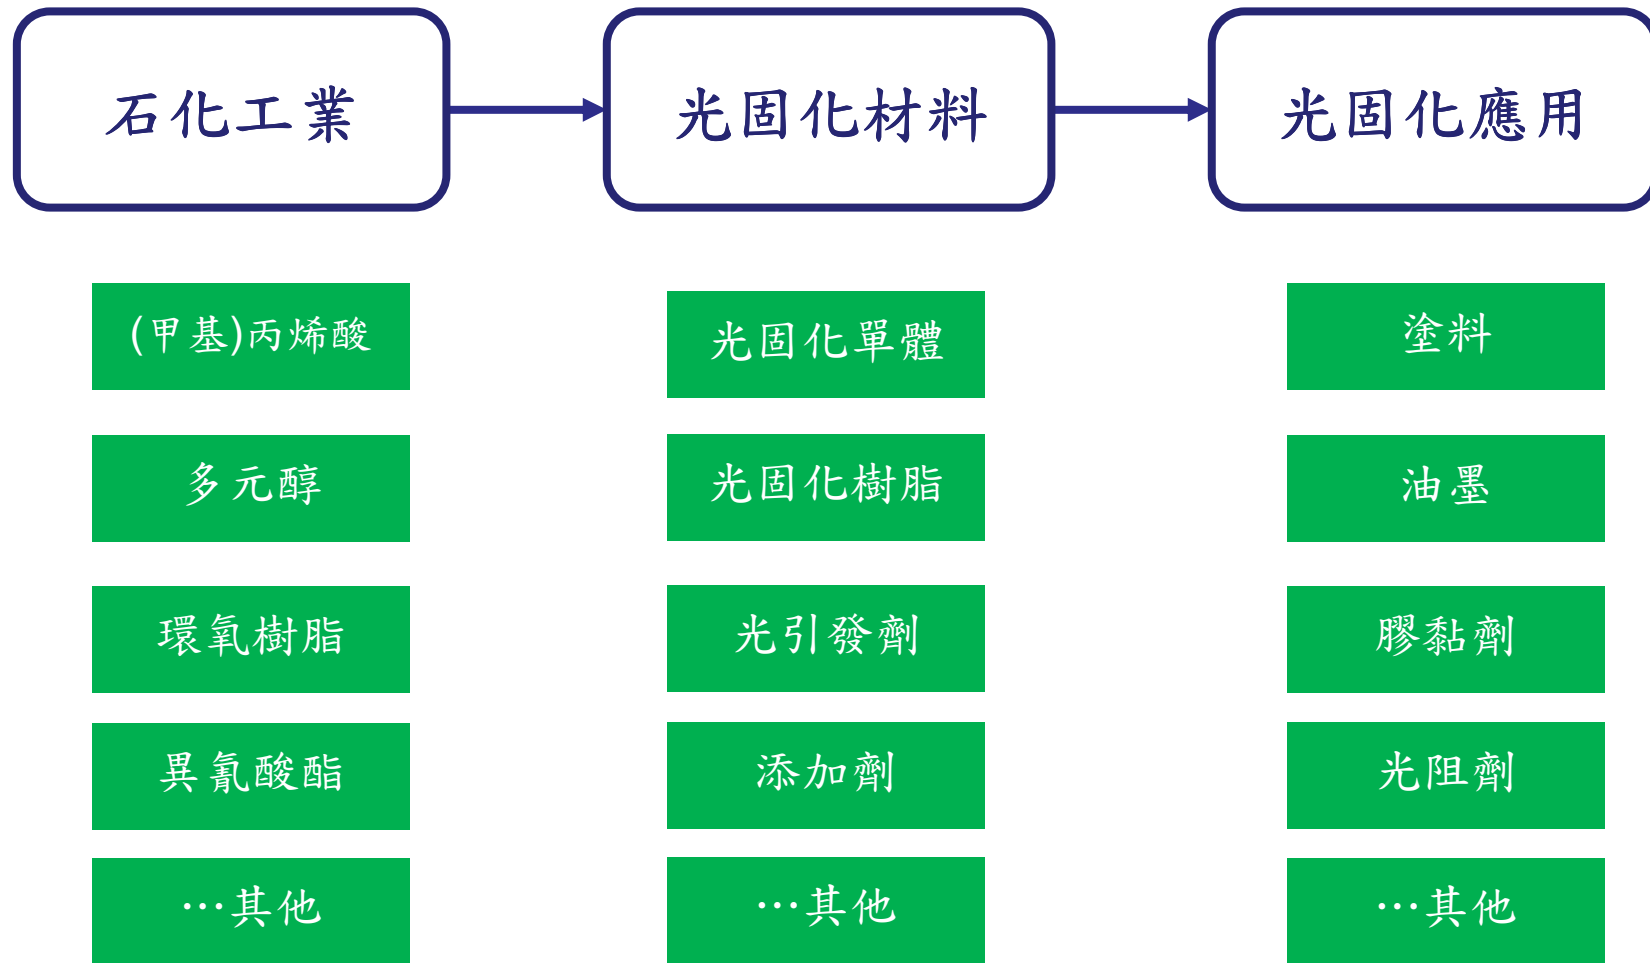 石化工業
光固化材料
光固化應用
(甲基)丙烯酸
光固化單體
塗料
多元醇
光固化樹脂
油墨
環氧樹脂
光引發劑
膠黏劑
異氰酸酯
添加劑
光阻劑
…其他
…其他
…其他